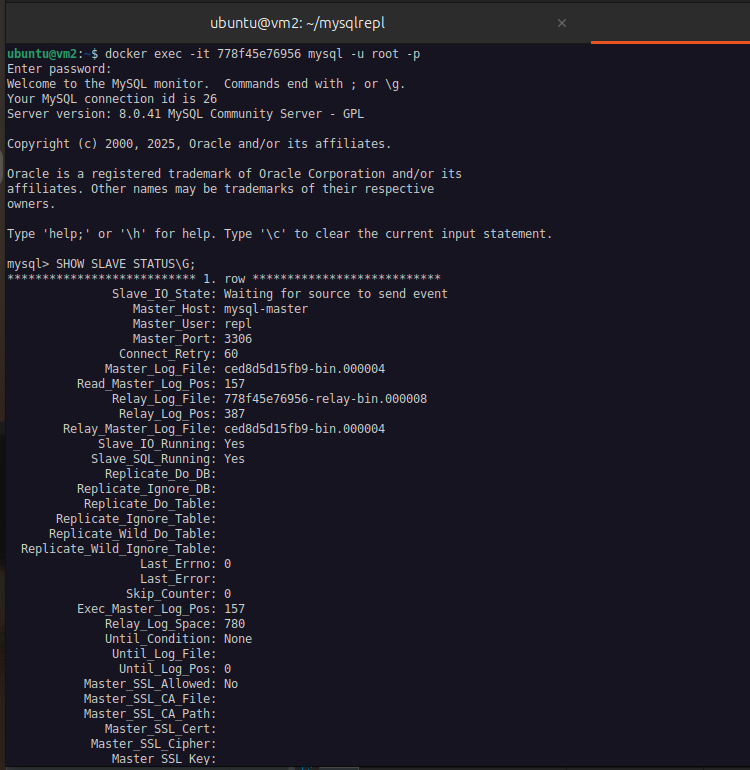 ubuntu@vm2: ~/mysqlrepl ×
ubuntu@vm2:~$ docker exec -it 778f45e76956 mysql -u root -p
Enter password:
Welcome to the MySQL monitor.  Commands end with ; or \g.
Your MySQL connection id is 26
Server version: 8.0.41 MySQL Community Server - GPL

Copyright (c) 2000, 2025, Oracle and/or its affiliates.

Oracle is a registered trademark of Oracle Corporation and/or its
affiliates. Other names may be trademarks of their respective
owners.

Type 'help;' or '\h' for help. Type '\c' to clear the current input statement.

mysql> SHOW SLAVE STATUS\G;
*************************** 1. row ***************************
Slave_IO_State: Waiting for source to send event
Master_Host: mysql-master
Master_User: repl
Master_Port: 3306
Connect_Retry: 60
Master_Log_File: ced8d5d15fb9-bin.000004
Read_Master_Log_Pos: 157
Relay_Log_File: 778f45e76956-relay-bin.000008
Relay_Log_Pos: 387
Relay_Master_Log_File: ced8d5d15fb9-bin.000004
Slave_IO_Running: Yes
Slave_SQL_Running: Yes
Replicate_Do_DB:
Replicate_Ignore_DB:
Replicate_Do_Table:
Replicate_Ignore_Table:
Replicate_Wild_Do_Table:
Replicate_Wild_Ignore_Table:
Last_Errno: 0
Last_Error:
Skip_Counter: 0
Exec_Master_Log_Pos: 157
Relay_Log_Space: 780
Until_Condition: None
Until_Log_File:
Until_Log_Pos: 0
Master_SSL_Allowed: No
Master_SSL_CA_File:
Master_SSL_CA_Path:
Master_SSL_Cert:
Master_SSL_Cipher:
Master_SSL_Key: